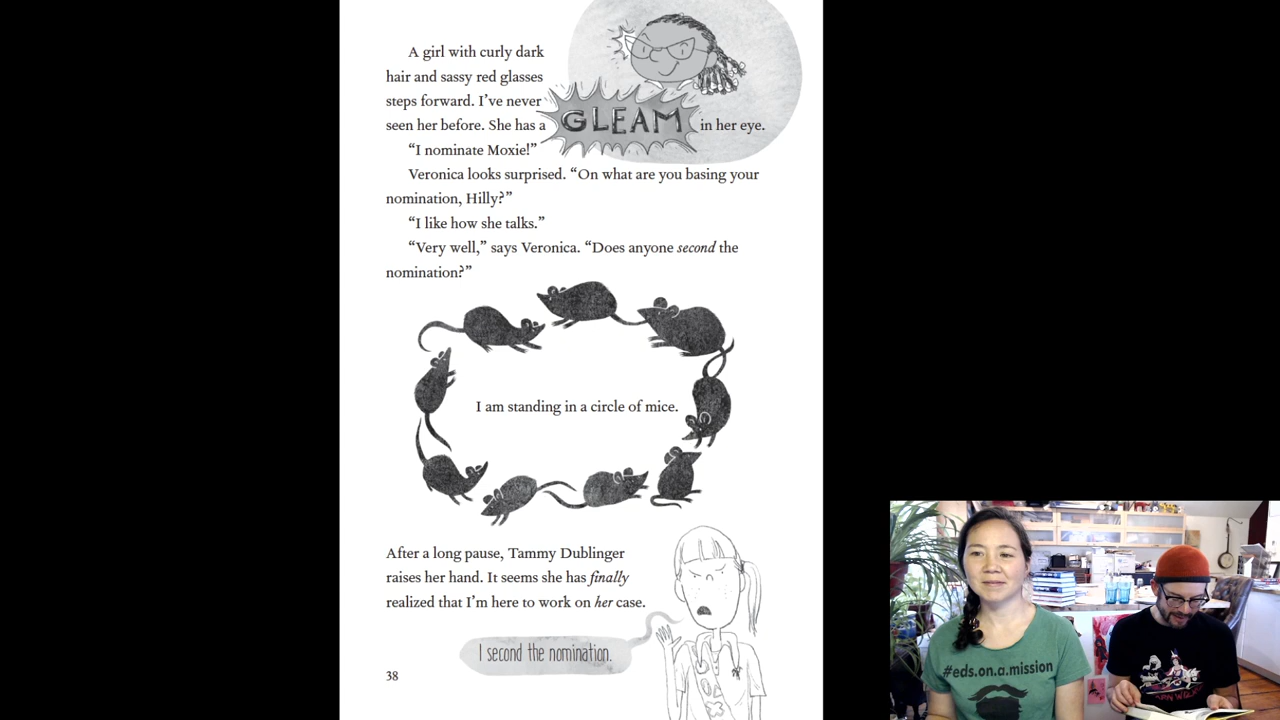 A girl with curly dark
hair and sassy red glasses
steps forward. I’ve never
seen her before. She has a GLEAM in her eye.
“I nominate Moxie!”
Veronica looks surprised. “On what are you basing your
nomination, Hilly?”
“I like how she talks.”
“Very well,” says Veronica. “Does anyone second the
nomination?”
I am standing in a circle of mice.
After a long pause, Tammy Dublinger
raises her hand. It seems she has finally
realized that I’m here to work on her case.
I second the nomination.
38
#eds.on.a.mission